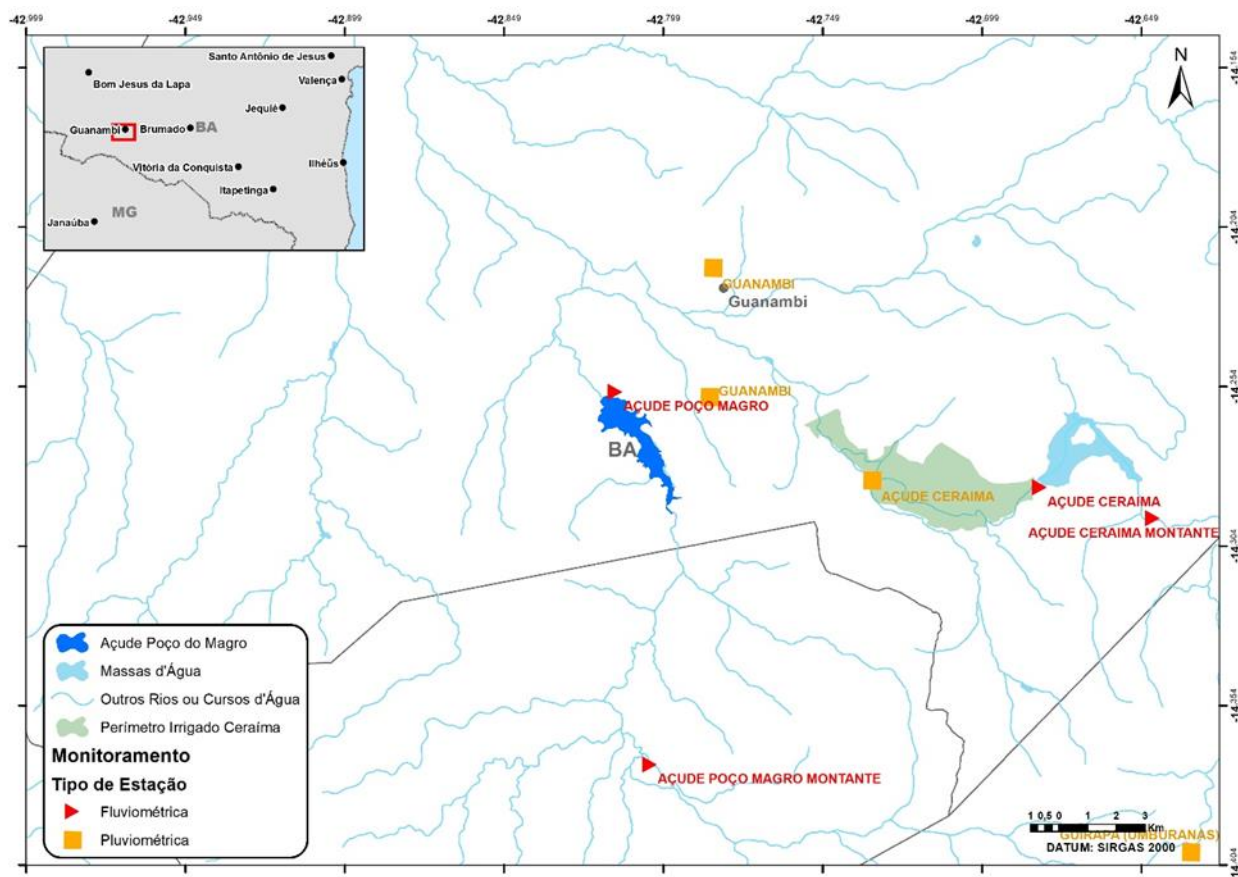 -42.999
-42.949
-42.899
-42.849
-42.799
-42.749
-42.699
-42.649
Santo Antônio de Jesus
Bom Jesus da Lapa
Valença
Jequié
Guanambi
Brumado
BA
Vitória da Conquista
Ilhéus
Itapetinga
Janaúba
MG
N
-14.154
-14.204
-14.254
-14.304
-14.354
-14.404
GUANAMBI
Guanambi
GUANAMBI
AÇUDE POÇO MAGRO
BA
AÇUDE CERAIMA
AÇUDE CERAIMA
AÇUDE CERAIMA MONTANTE
AÇUDE POÇO MAGRO MONTANTE
Açude Poço do Magro
Massas d'Água
Outros Rios ou Cursos d'Água
Perímetro Irrigado Ceraíma
Monitoramento
Tipo de Estação
Fluviométrica
Pluviométrica
1 0,5 0 1 2 3
Km
GUIRAPA (UMBURANAS)
DATUM: SIRGAS 2000